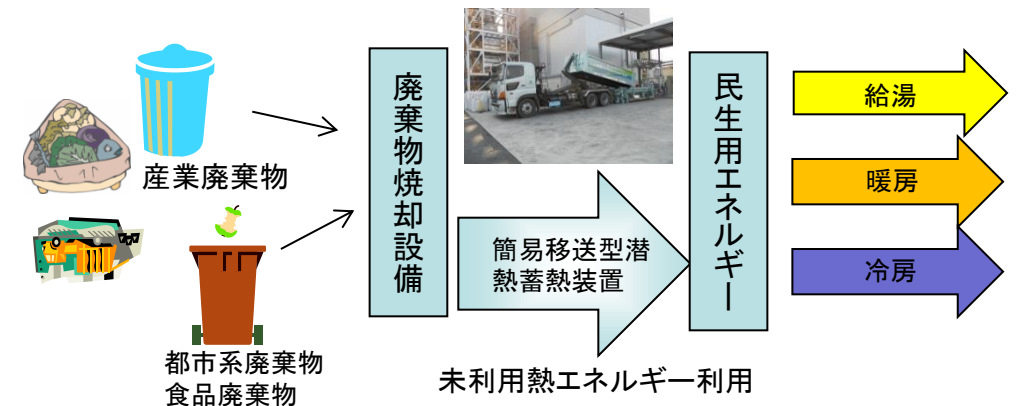 産業廃棄物
都市系廃棄物
食品廃棄物
廃棄物焼却設備
簡易移送型潜
熱蓄熱装置
未利用熱エネルギー利用
民生用エネルギー
給湯
暖房
冷房